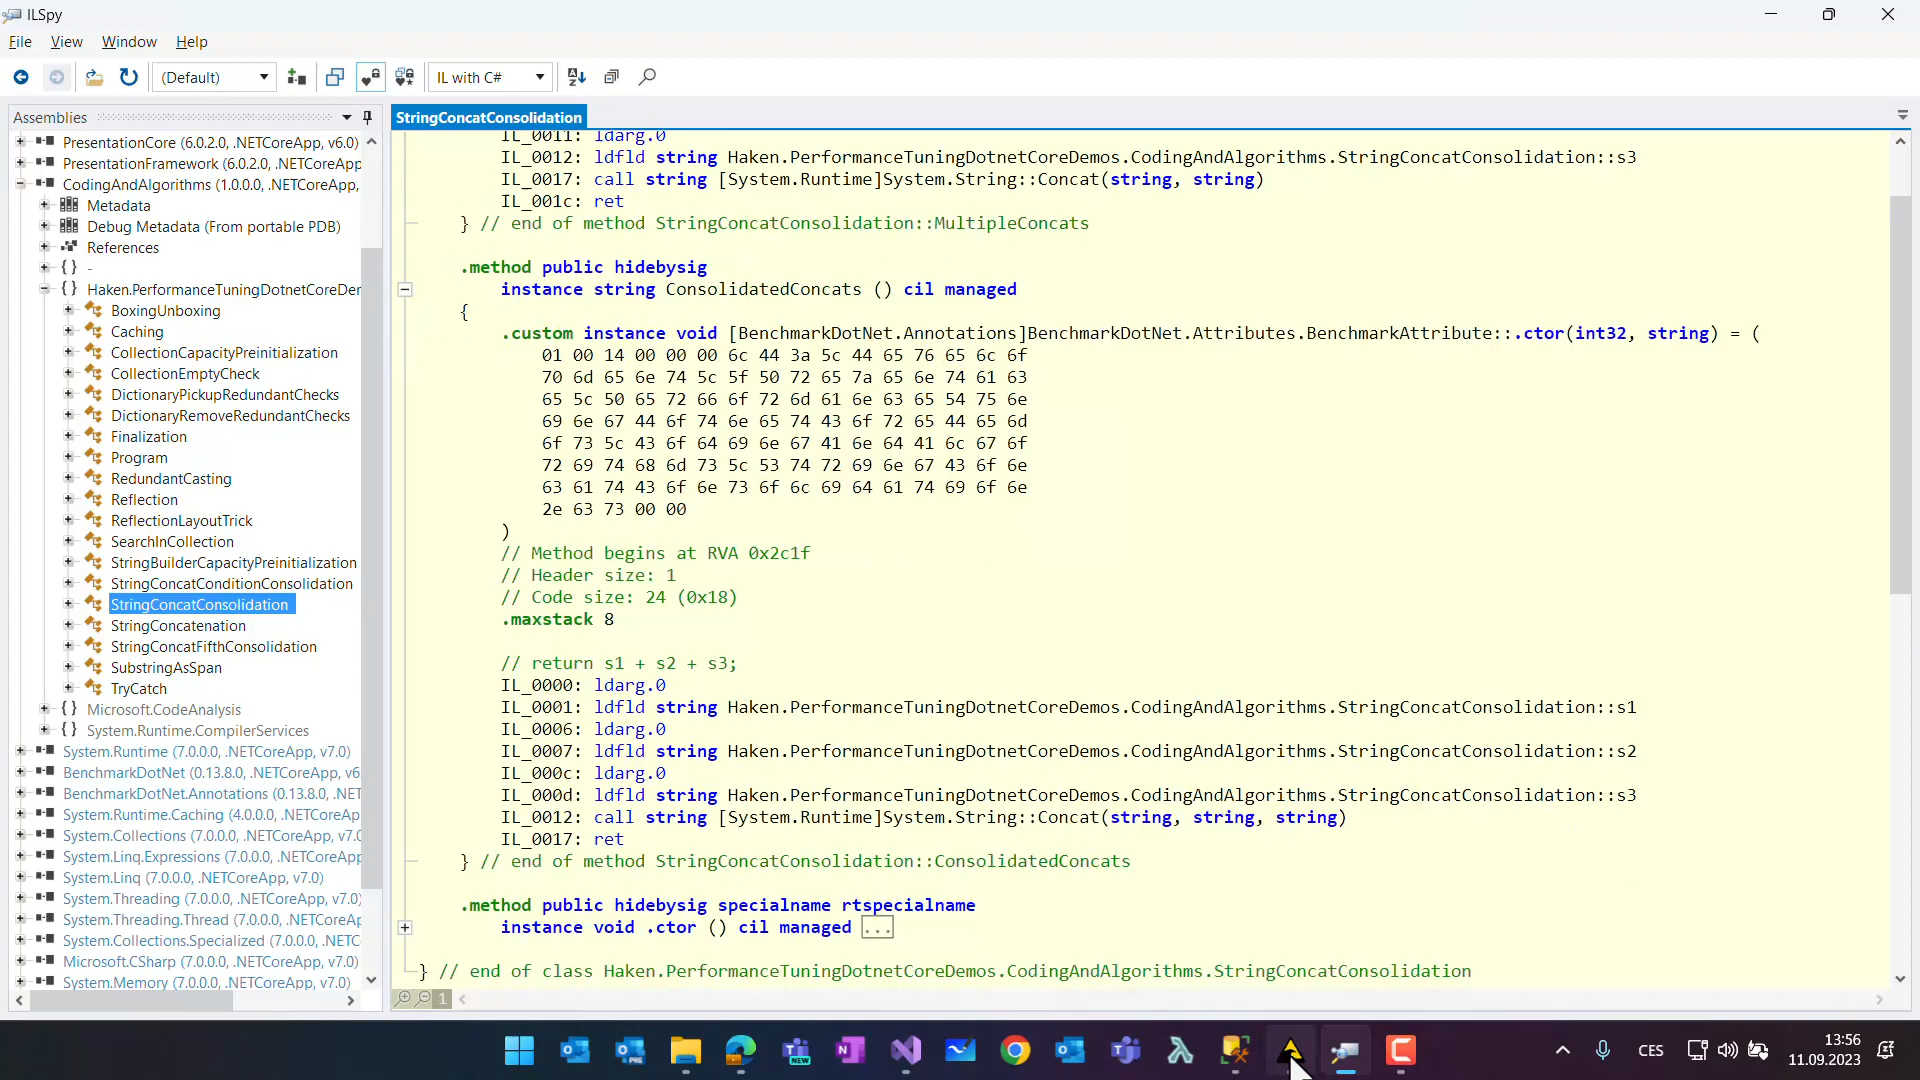 ILSpy
File View Window Help
(Default) IL with C#
Assemblies
PresentationCore (6.0.2.0, .NETCoreApp, v6.0)
PresentationFramework (6.0.2.0, .NETCoreApp
CodingAndAlgorithms (1.0.0.0, .NETCoreApp,
Metadata
Debug Metadata (From portable PDB)
References
{} -
{} Haken.PerformanceTuningDotnetCoreDer
BoxingUnboxing
Caching
CollectionCapacityPreinitialization
CollectionEmptyCheck
DictionaryPickupRedundantChecks
DictionaryRemoveRedundantChecks
Finalization
Program
RedundantCasting
Reflection
ReflectionLayoutTrick
SearchInCollection
StringBuilderCapacityPreinitialization
StringConcatConditionConsolidation
StringConcatConsolidation
StringConcatenation
StringConcatFifthConsolidation
SubstringAsSpan
TryCatch
{} Microsoft.CodeAnalysis
{} System.Runtime.CompilerServices
System.Runtime (7.0.0.0, .NETCoreApp, v7.0)
BenchmarkDotNet (0.13.8.0, .NETCoreApp, v6
BenchmarkDotNet.Annotations (0.13.8.0, .NET
System.Runtime.Caching (4.0.0.0, .NETCoreAp
System.Collections (7.0.0.0, .NETCoreApp, v7.0
System.Linq.Expressions (7.0.0.0, .NETCoreApp
System.Linq (7.0.0.0, .NETCoreApp, v7.0)
System.Threading (7.0.0.0, .NETCoreApp, v7.0)
System.Threading.Thread (7.0.0.0, .NETCoreAp
System.Collections.Specialized (7.0.0.0, .NETC
Microsoft.CSharp (7.0.0.0, .NETCoreApp, v7.0)
System.Memory (7.0.0.0, .NETCoreApp, v7.0)
StringConcatConsolidation
IL_0011: ldarg.0
IL_0012: ldfld string Haken.PerformanceTuningDotnetCoreDemos.CodingAndAlgorithms.StringConcatConsolidation::s3
IL_0017: call string [System.Runtime]System.String::Concat(string, string)
IL_001c: ret
} // end of method StringConcatConsolidation::MultipleConcats
.method public hidebysig
instance string ConsolidatedConcats () cil managed
{
.custom instance void [BenchmarkDotNet.Annotations]BenchmarkDotNet.Attributes.BenchmarkAttribute::.ctor(int32, string) = (
01 00 14 00 00 00 6c 44 3a 5c 44 65 76 65 6c 6f
70 6d 65 6e 74 5c 5f 50 72 65 7a 65 6e 74 61 63
65 5c 50 65 72 66 6f 72 6d 61 6e 63 65 54 75 6e
69 6e 67 44 6f 74 6e 65 74 43 6f 72 65 44 65 6d
6f 73 5c 43 6f 64 69 6e 67 41 6e 64 41 6c 67 6f
72 69 74 68 6d 73 5c 53 74 72 69 6e 67 43 6f 6e
63 61 74 43 6f 6e 73 6f 6c 69 64 61 74 69 6f 6e
2e 63 73 00 00
)
// Method begins at RVA 0x2c1f
// Header size: 1
// Code size: 24 (0x18)
.maxstack 8
// return s1 + s2 + s3;
IL_0000: ldarg.0
IL_0001: ldfld string Haken.PerformanceTuningDotnetCoreDemos.CodingAndAlgorithms.StringConcatConsolidation::s1
IL_0006: ldarg.0
IL_0007: ldfld string Haken.PerformanceTuningDotnetCoreDemos.CodingAndAlgorithms.StringConcatConsolidation::s2
IL_000c: ldarg.0
IL_000d: ldfld string Haken.PerformanceTuningDotnetCoreDemos.CodingAndAlgorithms.StringConcatConsolidation::s3
IL_0012: call string [System.Runtime]System.String::Concat(string, string, string)
IL_0017: ret
} // end of method StringConcatConsolidation::ConsolidatedConcats
.method public hidebysig specialname rtspecialname
instance void .ctor () cil managed ...
} // end of class Haken.PerformanceTuningDotnetCoreDemos.CodingAndAlgorithms.StringConcatConsolidation
1
CES
13:56
11.09.2023